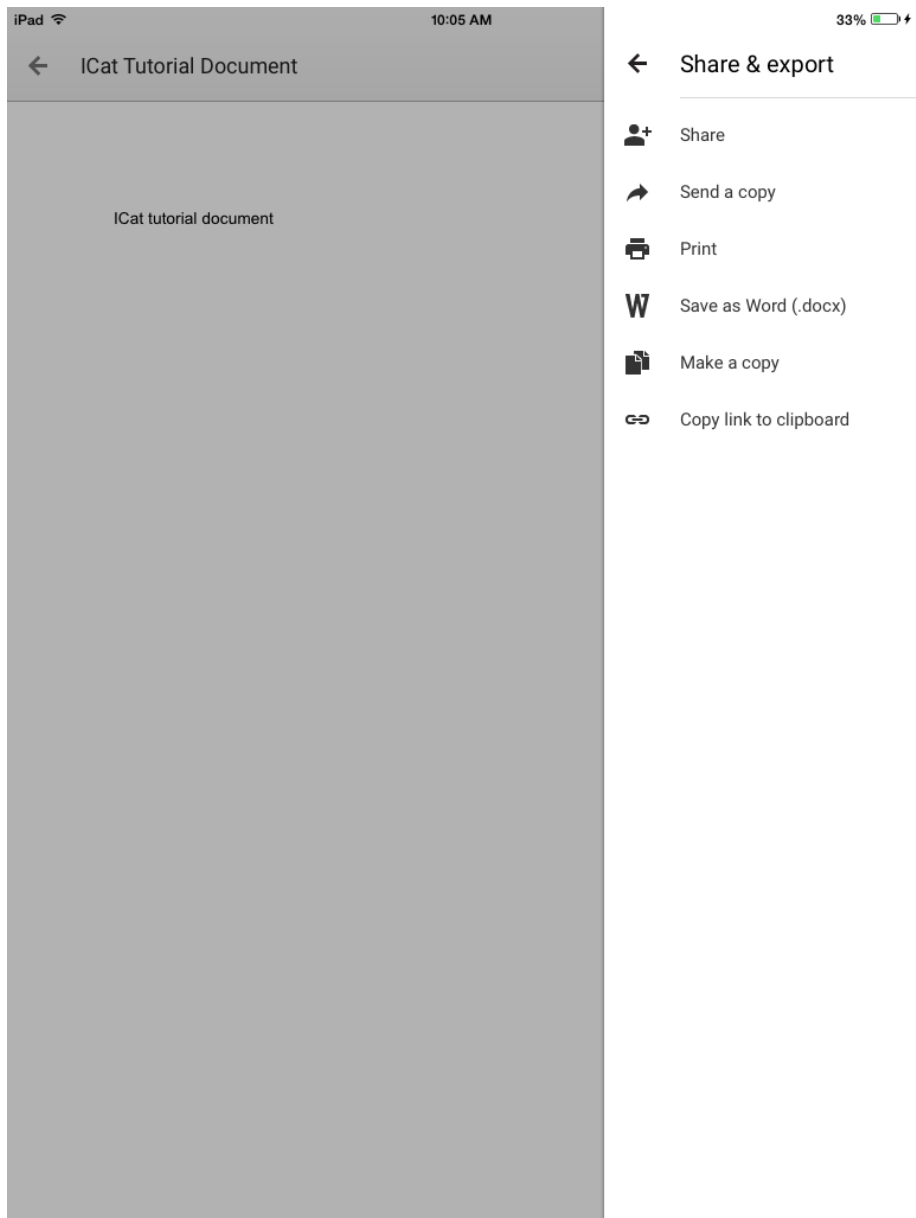 iPad 10:05 AM 33%
ICat Tutorial Document
ICat tutorial document
Share & export
Share
Send a copy
Print
Save as Word (.docx)
Make a copy
Copy link to clipboard